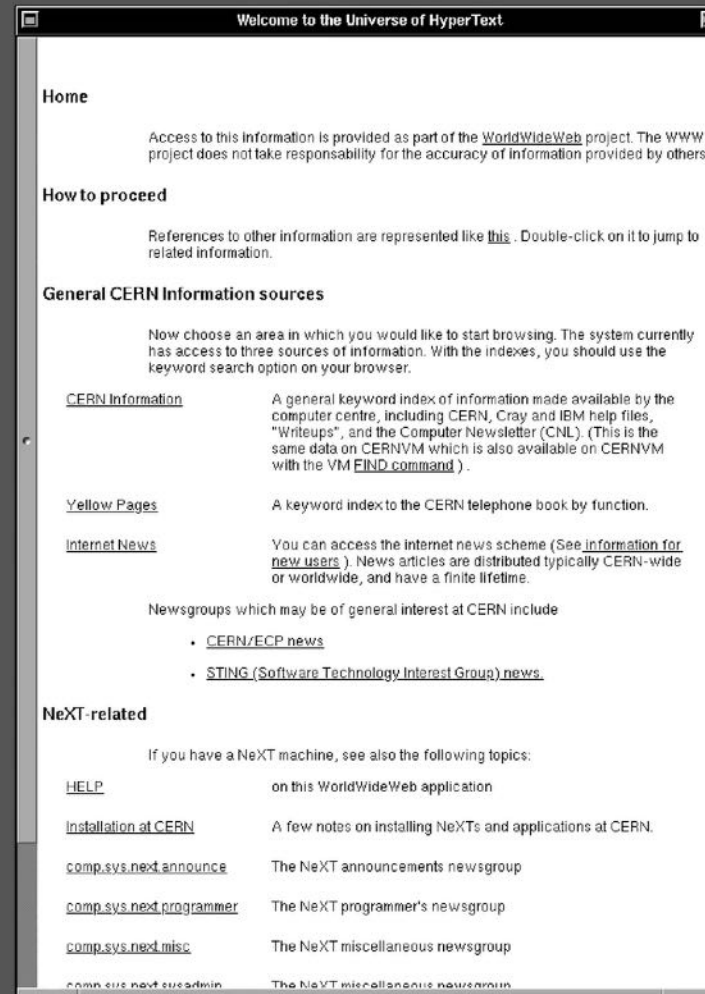 Welcome to the Universe of HyperText
Home
Access to this information is provided as part of the WorldWideWeb project. The WWW
project does not take responsability for the accuracy of information provided by others
How to proceed
References to other information are represented like this . Double-click on it to jump to
related information.
General CERN Information sources
Now choose an area in which you would like to start browsing. The system currently
has access to three sources of information. With the indexes, you should use the
keyword search option on your browser.
CERN Information
A general keyword index of information made available by the
computer centre, including CERN, Cray and IBM help files,
"Writeups", and the Computer Newsletter (CNL). (This is the
same data on CERNVM which is also available on CERNVM
with the VM FIND command ) .
Yellow Pages
A keyword index to the CERN telephone book by function.
Internet News
You can access the internet news scheme (See information for
new users ). News articles are distributed typically CERN-wide
or worldwide, and have a finite lifetime.
Newsgroups which may be of general interest at CERN include
• CERN/ECP news
• STING (Software Technology Interest Group) news.
NeXT-related
If you have a NeXT machine, see also the following topics:
HELP on this WorldWideWeb application
Installation at CERN A few notes on installing NeXTs and applications at CERN.
comp.sys.next.announce The NeXT announcements newsgroup
comp.sys.next.programmer The NeXT programmer's newsgroup
comp.sys.next.misc The NeXT miscellaneous newsgroup
comp.sys.next.sysadmin The NeXT miscellaneous newsgroup